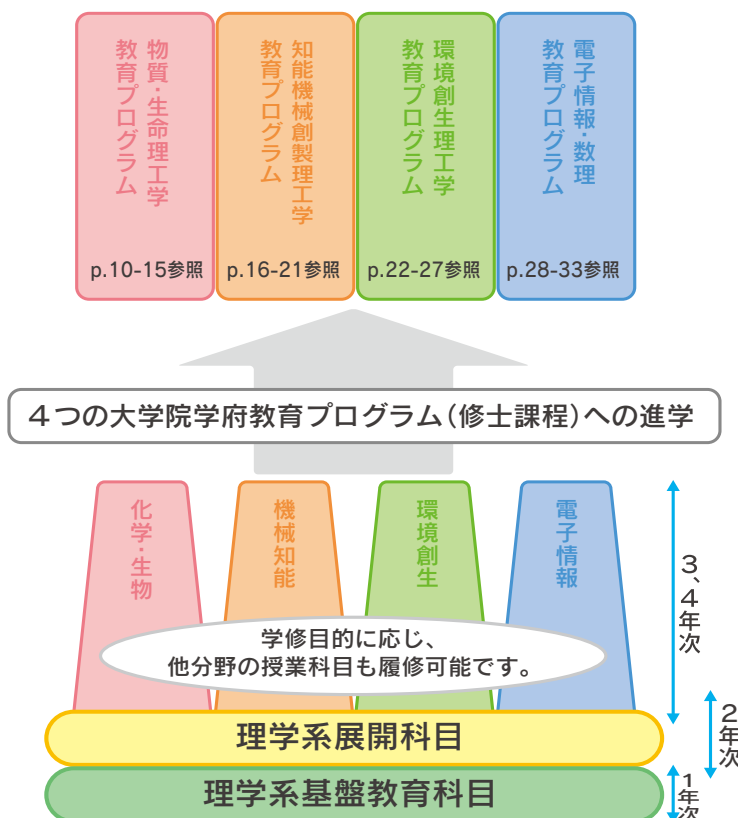 物質・生命理工学
教育プログラム
p.10-15参照
知能機械創製理工学
教育プログラム
p.16-21参照
環境創生理工学
教育プログラム
p.22-27参照
電子情報・数理
教育プログラム
p.28-33参照
4つの大学院学府教育プログラム(修士課程)への進学
化学・生物
機械知能
環境創生
電子情報
学修目的に応じ、
他分野の授業科目も履修可能です。
3、4年次
理学系展開科目
2年次
理学系基盤教育科目
1年次